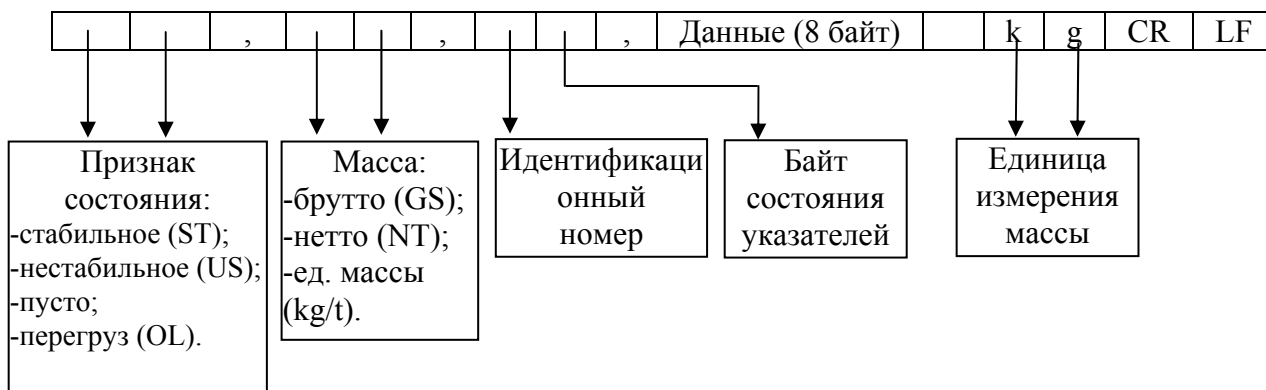 , , , Данные (8 байт) k g CR LF
Признак
состояния:
-стабильное (ST);
-нестабильное (US);
-пусто;
-перегруз (OL).
Масса:
-брутто (GS);
-нетто (NT);
-ед. массы
(kg/t).
Идентификаци
онный
номер
Байт
состояния
указателей
Единица
измерения
массы